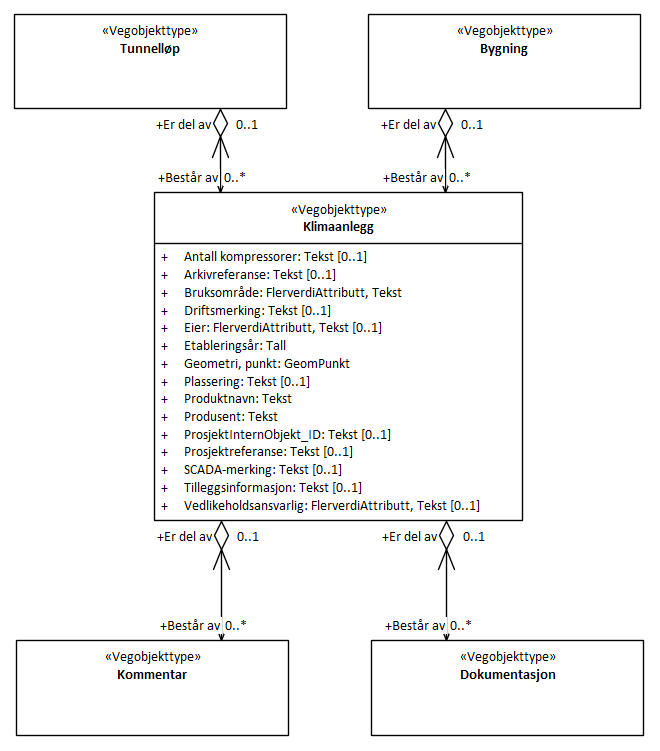 «Vegobjekttype»
Tunnelløp
«Vegobjekttype»
Bygning
+Er del av 0..1
+Er del av 0..1
+Består av 0..*
+Består av 0..*
«Vegobjekttype»
Klimaanlegg
+ Antall kompressorer: Tekst [0..1]
+ Arkivreferanse: Tekst [0..1]
+ Bruksområde: FlerverdiAttributt, Tekst
+ Driftsmerking: Tekst [0..1]
+ Eier: FlerverdiAttributt, Tekst [0..1]
+ Etableringsår: Tall
+ Geometri, punkt: GeomPunkt
+ Plassering: Tekst [0..1]
+ Produktnavn: Tekst
+ Produsent: Tekst
+ ProsjektInternObjekt_ID: Tekst [0..1]
+ Prosjektreferanse: Tekst [0..1]
+ SCADA-merking: Tekst [0..1]
+ Tilleggsinformasjon: Tekst [0..1]
+ Vedlikeholdsansvarlig: FlerverdiAttributt, Tekst [0..1]
+Er del av 0..1
+Er del av 0..1
+Består av 0..*
+Består av 0..*
«Vegobjekttype»
Kommentar
«Vegobjekttype»
Dokumentasjon